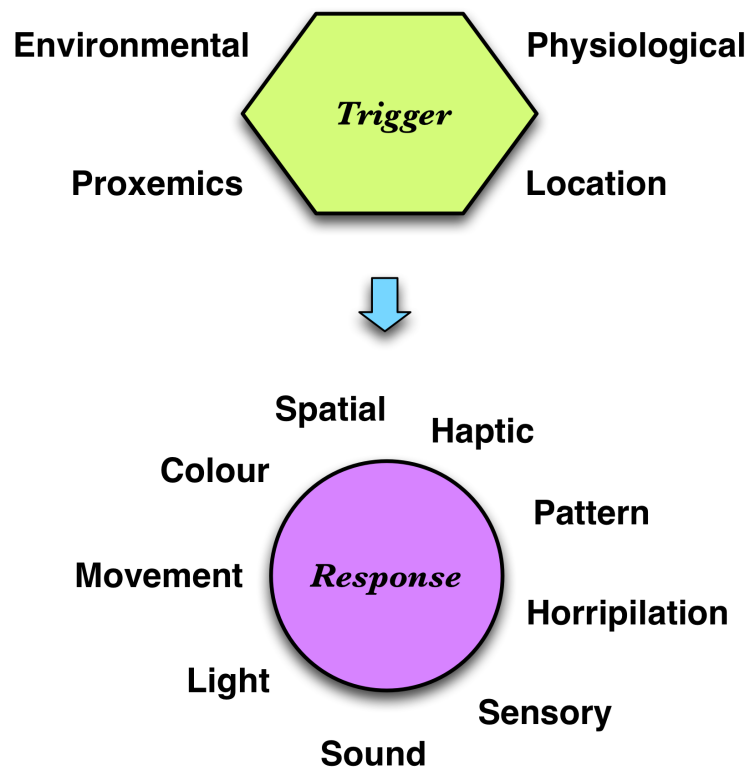 Environmental
Physiological
Trigger
Proxemics
Location
Spatial
Haptic
Colour
Pattern
Movement
Response
Horripilation
Light
Sensory
Sound